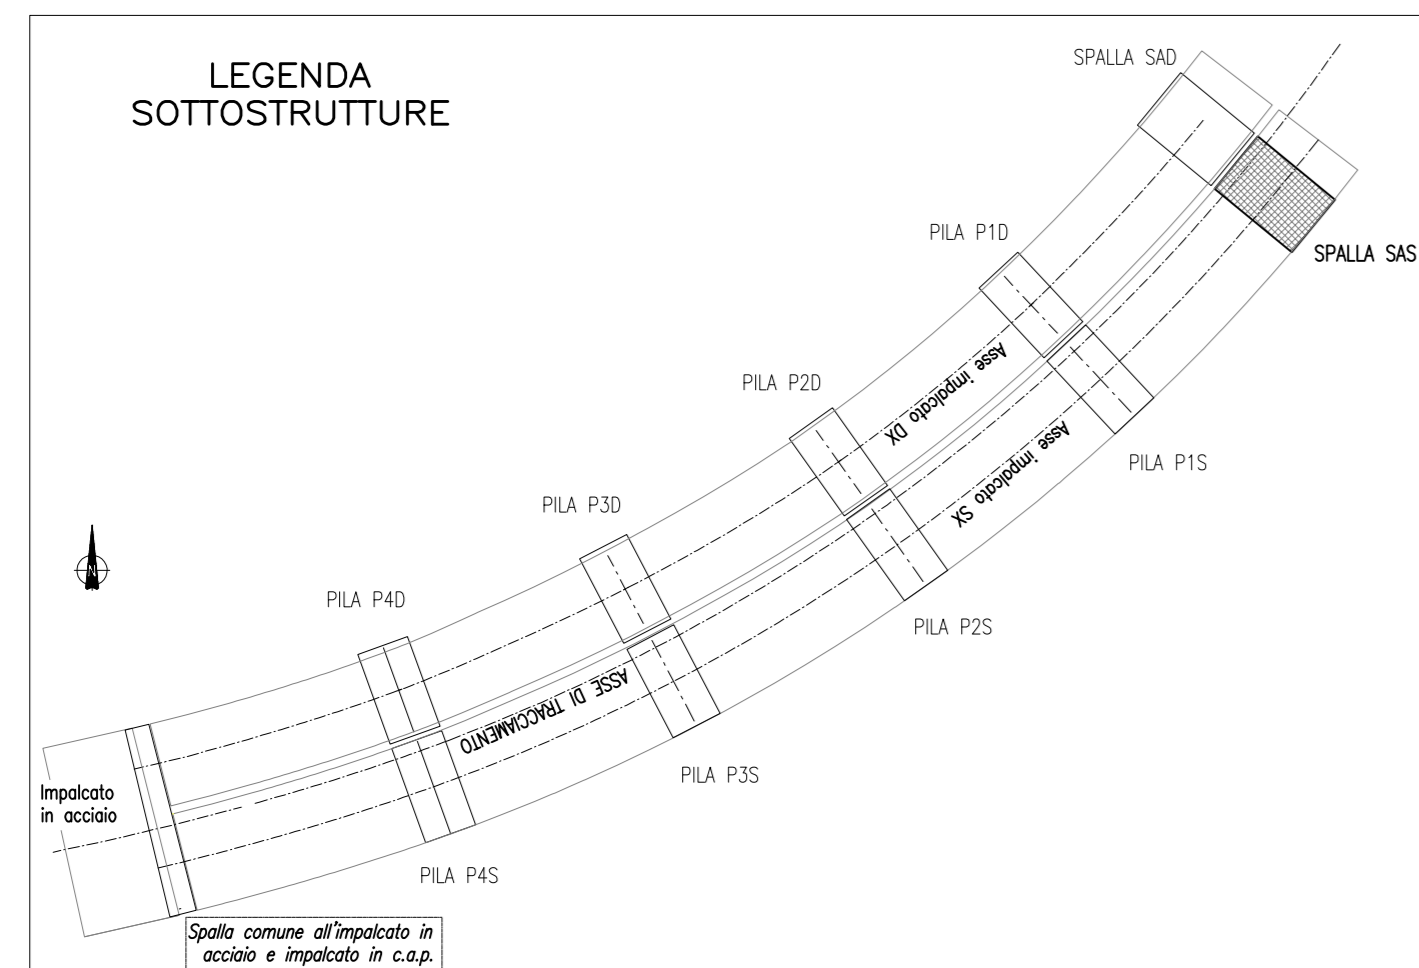 LEGENDA
SOTTOSTRUTTURE
SPALLA SAD
SPALLA SAS
PILA P1D
Asse impalcato DX
PILA P2D
Asse impalcato SX
PILA P1S
PILA P3D
PILA P2S
PILA P4D
ASSE DI TRACCIAMENTO
PILA P3S
Impalcato
in acciaio
PILA P4S
Spalla comune all'impalcato in
acciaio e impalcato in c.a.p.